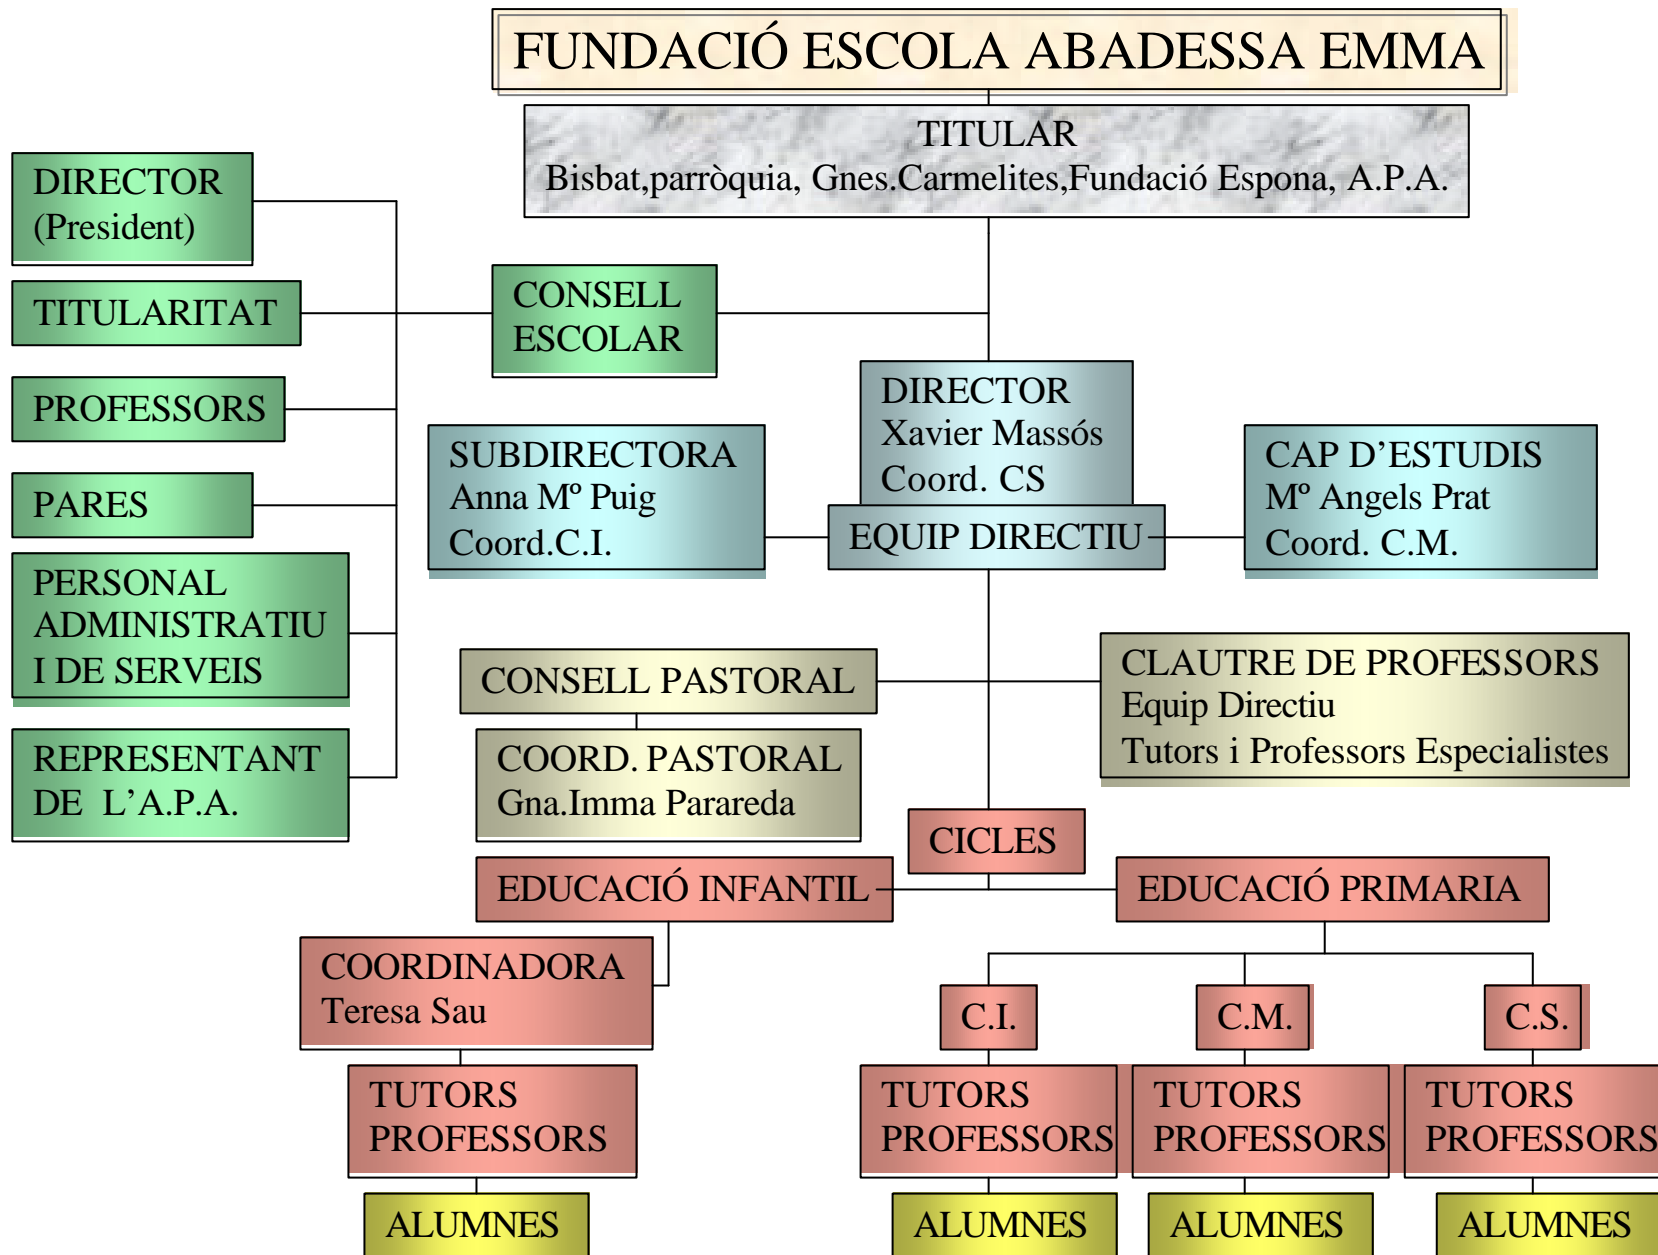 FUNDACIÓ ESCOLA ABADESSA EMMA
TITULAR
Bisbat,parròquia, Gnes.Carmelites,Fundació Espona, A.P.A.
DIRECTOR
(President)
TITULARITAT
PROFESSORS
PARES
PERSONAL
ADMINISTRATIU
I DE SERVEIS
REPRESENTANT
DE L'A.P.A.
CONSELL
ESCOLAR
DIRECTOR
Xavier Massós
Coord. CS
EQUIP DIRECTIU
SUBDIRECTORA
Anna Mº Puig
Coord.C.I.
CAP D'ESTUDIS
Mº Angels Prat
Coord. C.M.
CONSELL PASTORAL
COORD. PASTORAL
Gna.Imma Parareda
CLAUTRE DE PROFESSORS
Equip Directiu
Tutors i Professors Especialistes
CICLES
EDUCACIÓ INFANTIL
EDUCACIÓ PRIMARIA
COORDINADORA
Teresa Sau
TUTORS
PROFESSORS
ALUMNES
C.I.
TUTORS
PROFESSORS
ALUMNES
C.M.
TUTORS
PROFESSORS
ALUMNES
C.S.
TUTORS
PROFESSORS
ALUMNES